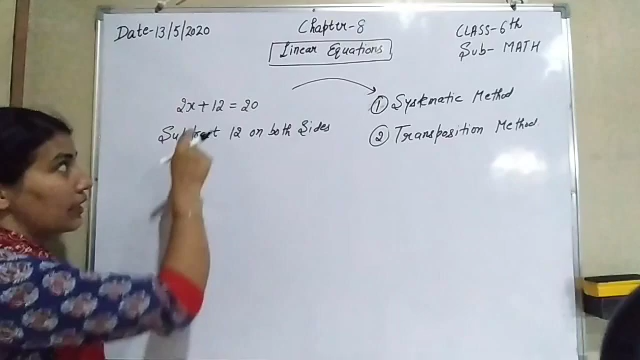 Date-13/5/2020
Chapter-8
CLASS-6th
Linear Equations
Sub- MATH
2x+12=20
Subtract 12 on both Sides
① Systematic Method
② Transposition Method